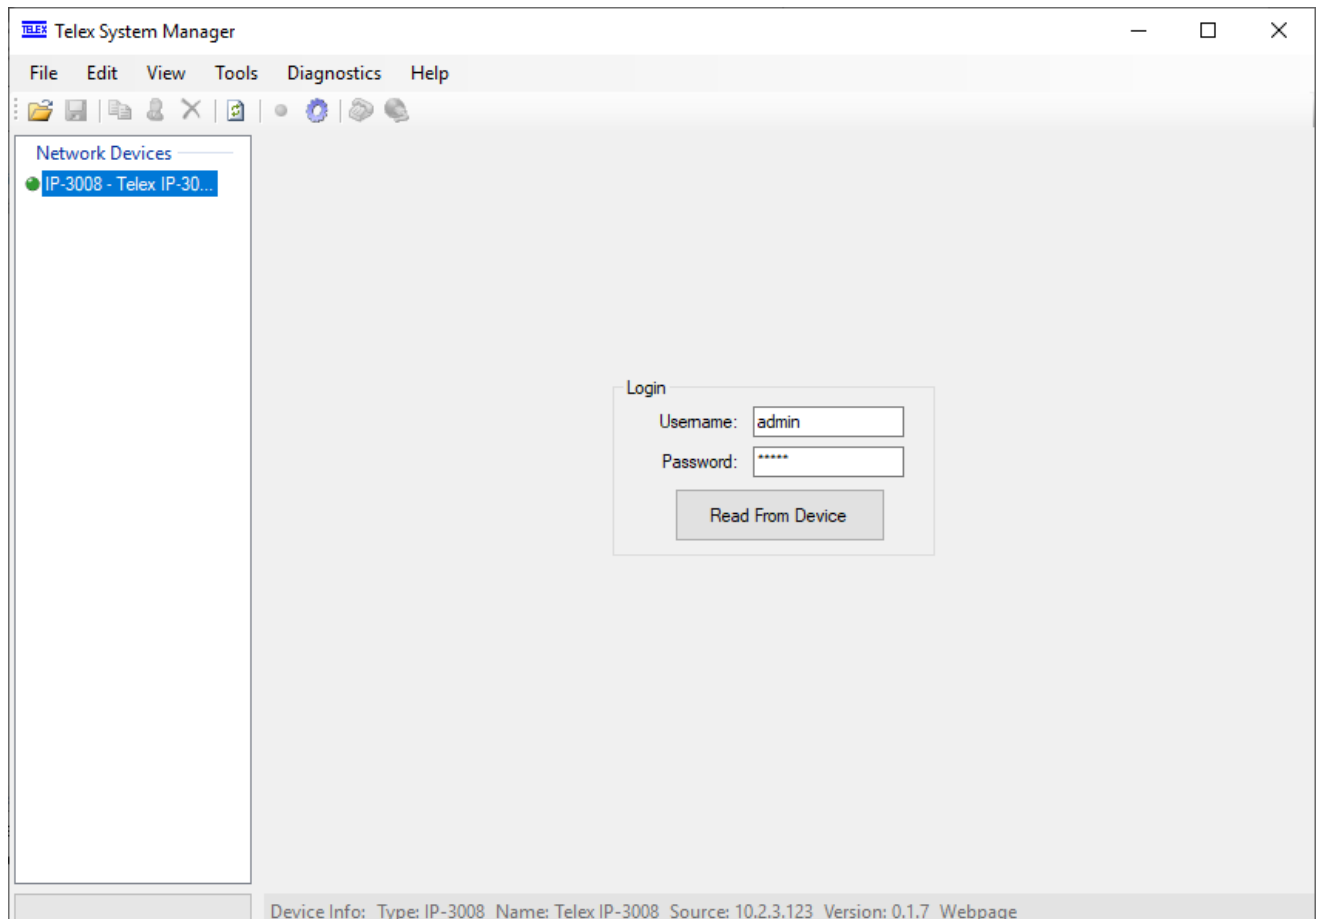 TELEX Telex System Manager
File Edit View Tools Diagnostics Help
Network Devices
IP-3008 - Telex IP-30...
Login
Username: admin
Password: *****
Read From Device
Device Info: Type: IP-3008 Name: Telex IP-3008 Source: 10.2.3.123 Version: 0.1.7 Webpage